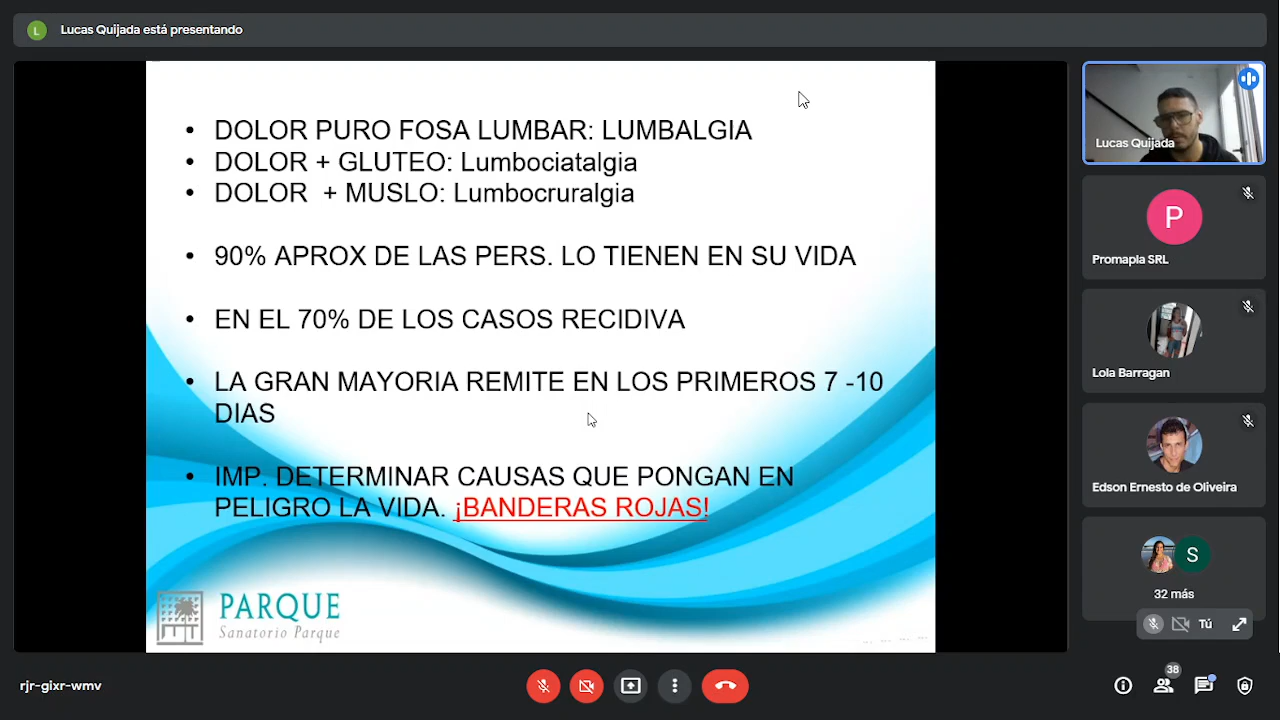 L
Lucas Quijada está presentando
• DOLOR PURO FOSA LUMBAR: LUMBALGIA
• DOLOR + GLUTEO: Lumbociatalgia
• DOLOR + MUSLO: Lumbocruralgia
• 90% APROX DE LAS PERS. LO TIENEN EN SU VIDA
• EN EL 70% DE LOS CASOS RECIDIVA
• LA GRAN MAYORIA REMITE EN LOS PRIMEROS 7 -10
DIAS
• IMP. DETERMINAR CAUSAS QUE PONGAN EN
PELIGRO LA VIDA. ¡BANDERAS ROJAS!
PARQUE
Sanatorio Parque
Lucas Quijada
P
Promapla SRL
Lola Barragan
Edson Ernesto de Oliveira
S
32 más
Tú
rjr-gixr-wmv
38